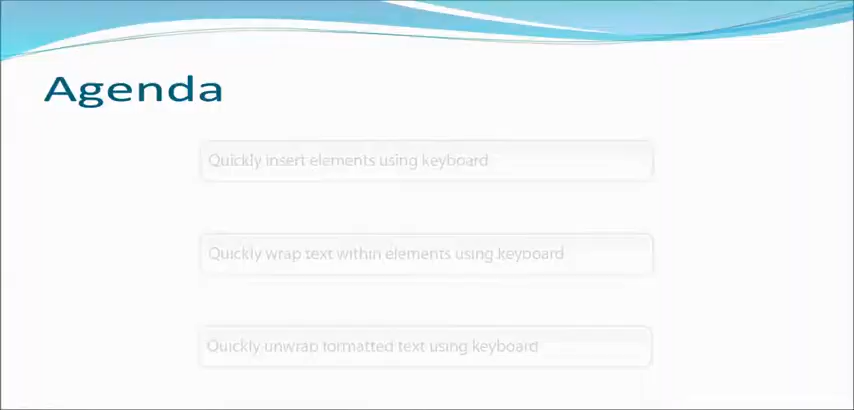 Agenda
Quickly insert elements using keyboard
Quickly wrap text within elements using keyboard
Quickly unwrap formatted text using keyboard